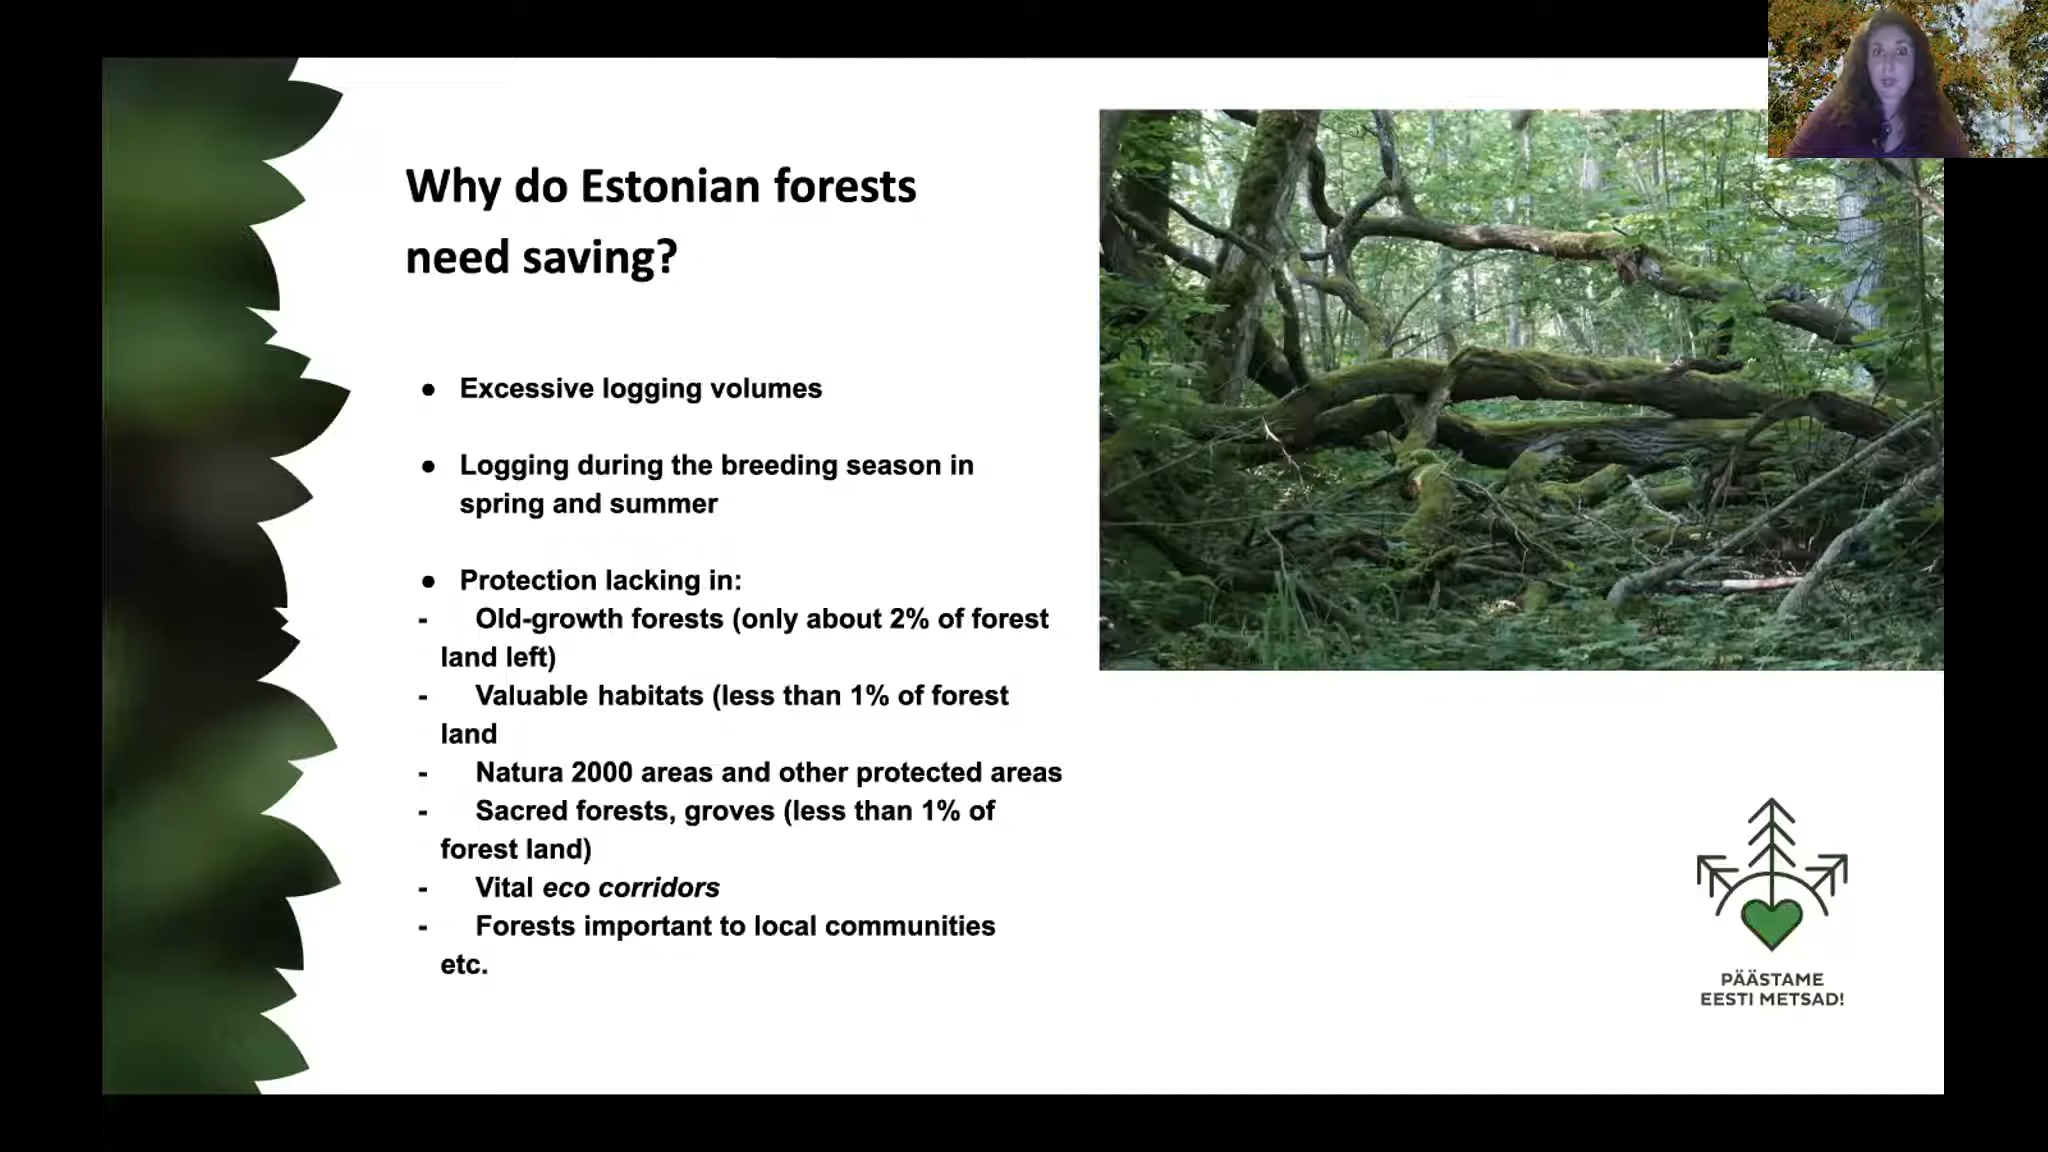 Why do Estonian forests
need saving?
● Excessive logging volumes
● Logging during the breeding season in
spring and summer
● Protection lacking in:
- Old-growth forests (only about 2% of forest
land left)
- Valuable habitats (less than 1% of forest
land
- Natura 2000 areas and other protected areas
- Sacred forests, groves (less than 1% of
forest land)
- Vital eco corridors
- Forests important to local communities
etc.
PÄÄSTAME
EESTI METSAD!